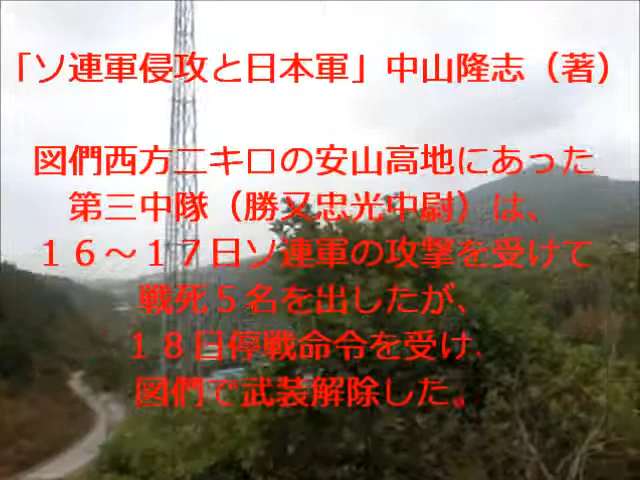 「ソ連軍侵攻と日本軍」中山隆志（著）
図們西方二キロの安山高地にあった
第三中隊（勝又忠光中尉）は、
１６～１７日ソ連軍の攻撃を受けて
戦死５名を出したが、
１８日停戦命令を受け、
図們で武装解除した。